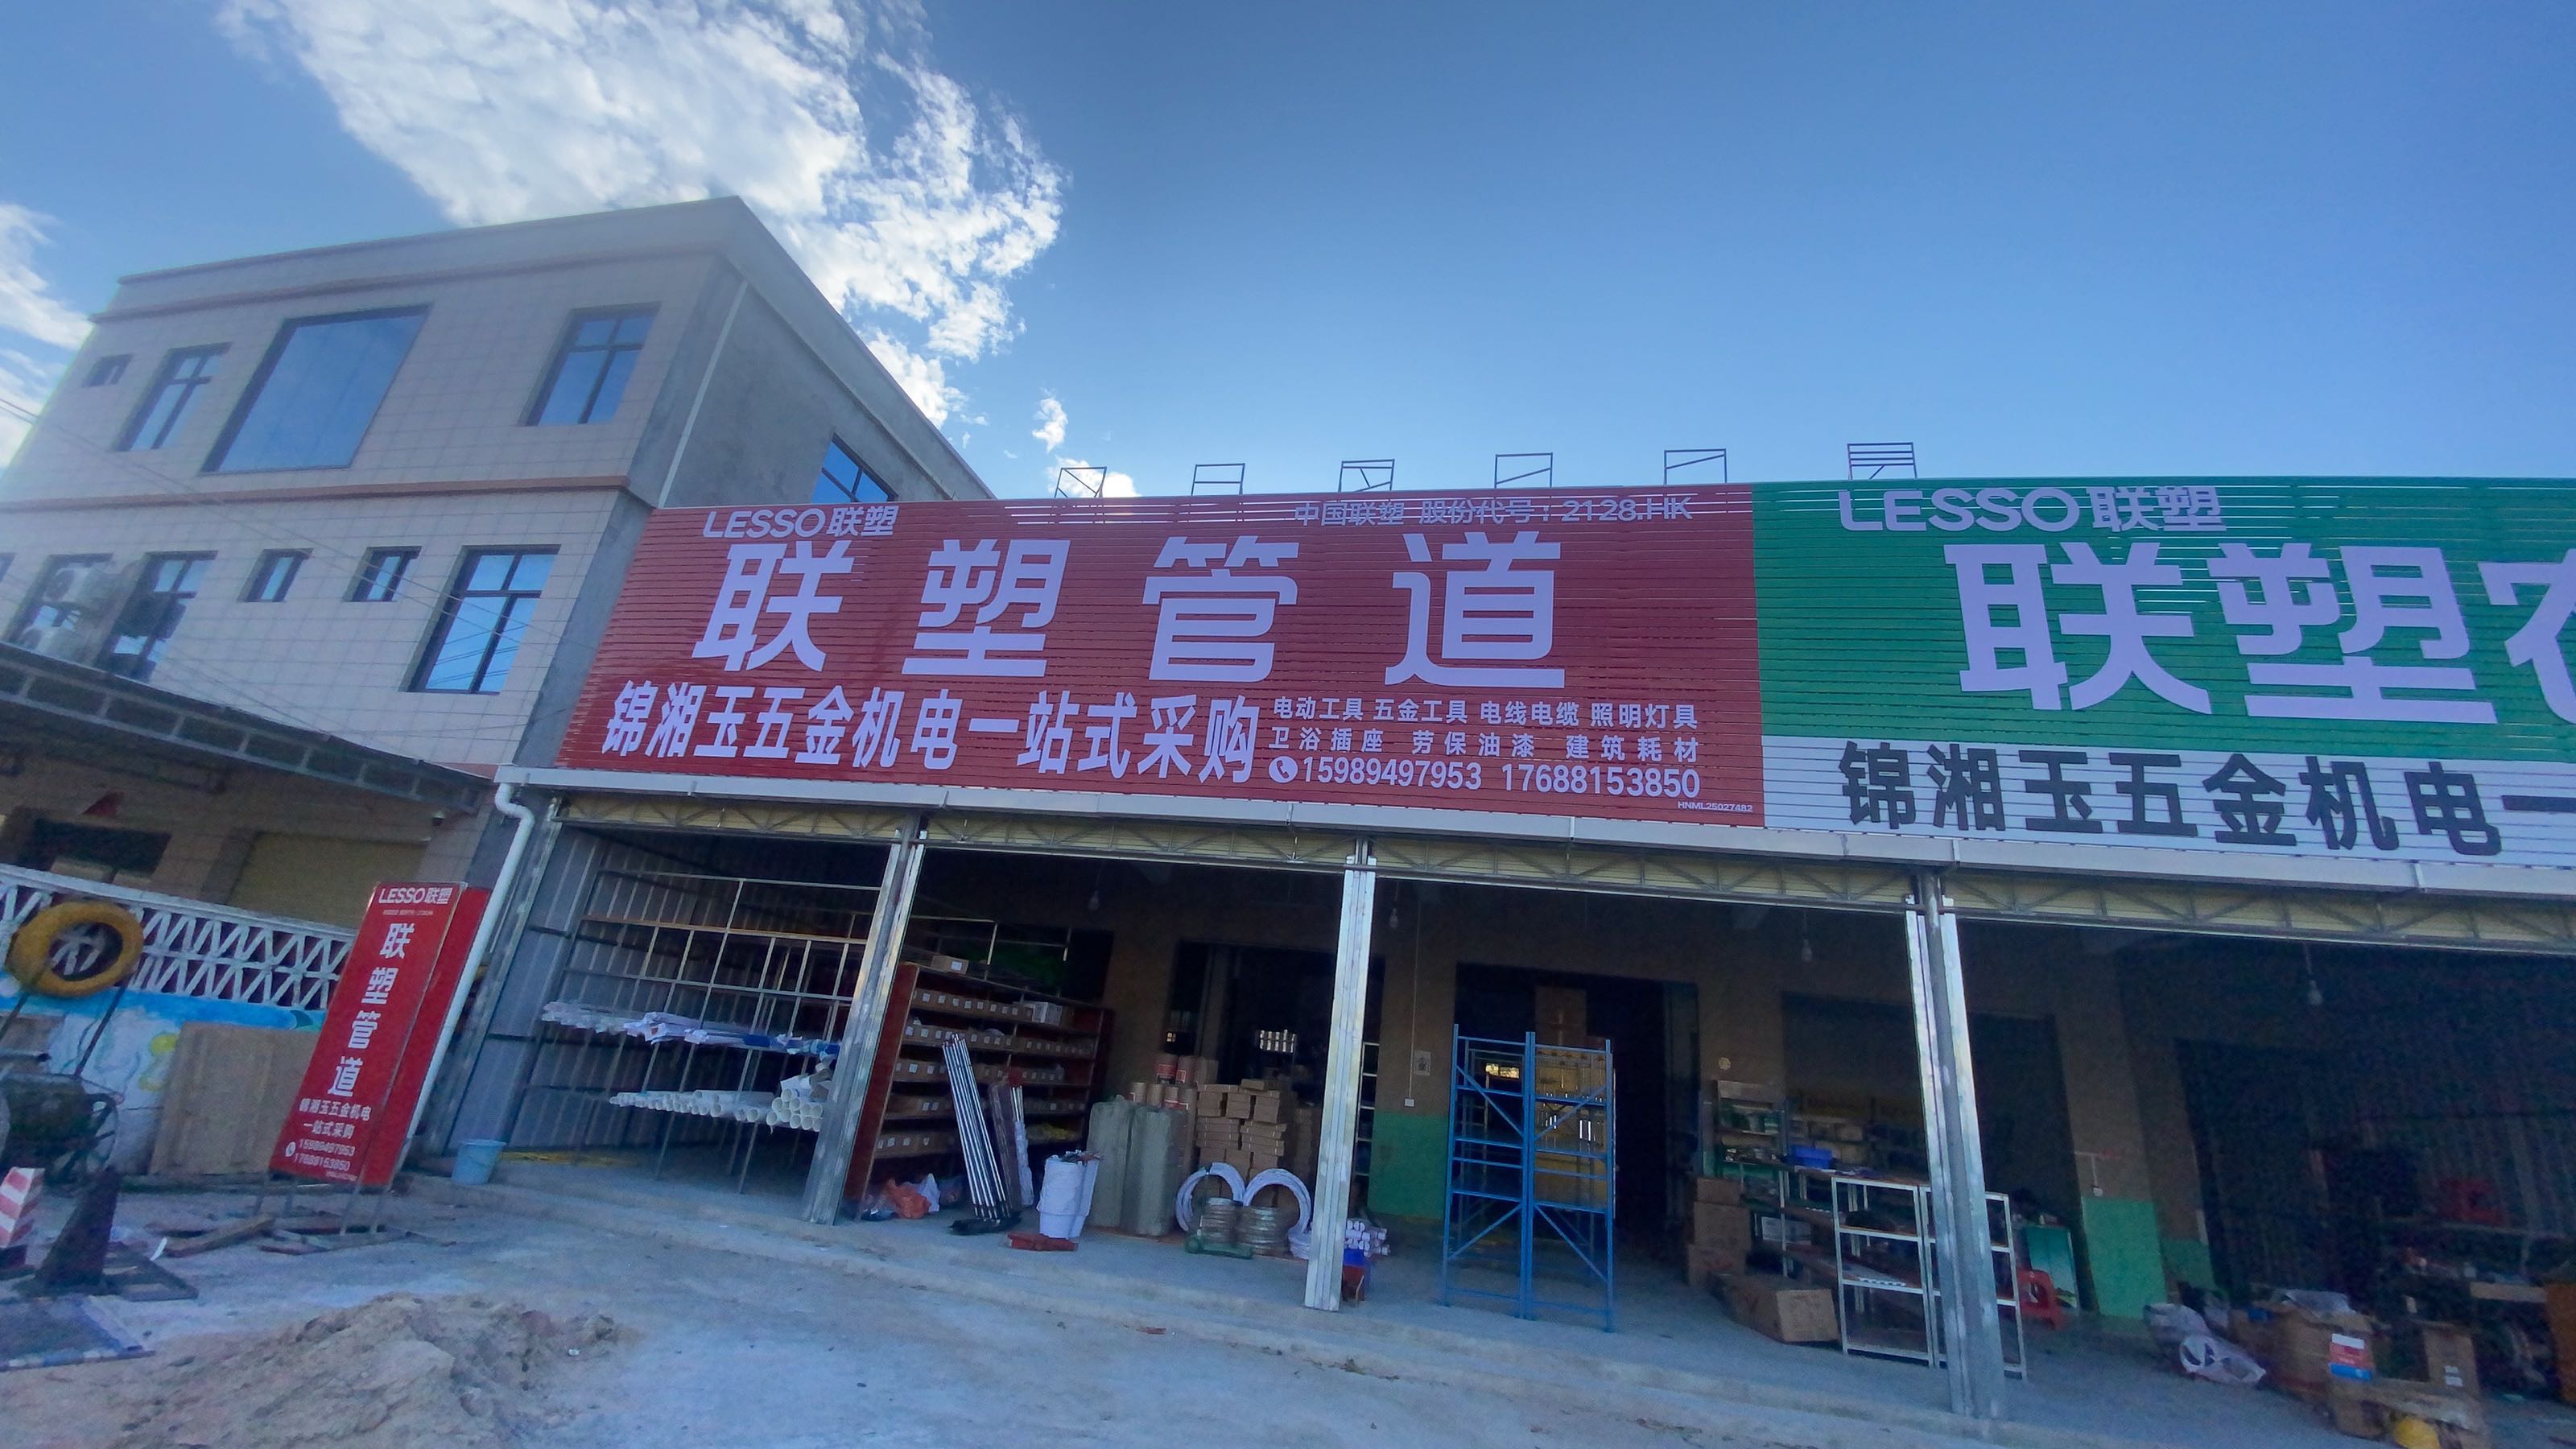 LESSO联塑
中国联塑 股份代号：2128.HK
联塑管道
锦湘玉五金机电一站式采购
电动工具 五金工具 电线电缆 照明灯具
卫浴插座 劳保油漆 建筑耗材
15989497953 17688153850
HNML25027482
LESSO联塑
联塑
锦湘玉五金机电一
LESSO联塑
联塑管道
锦湘玉五金机电
一站式采购
15989497953
17688153850
补